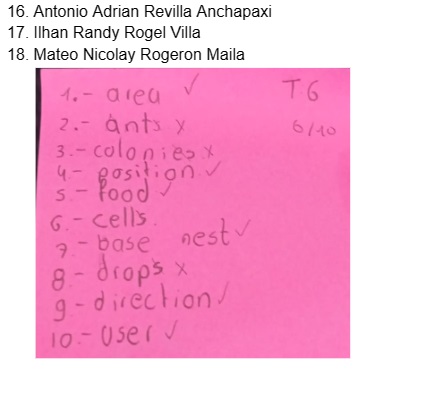 16. Antonio Adrian Revilla Anchapaxi
17. Ilhan Randy Rogel Villa
18. Mateo Nicolay Rogeron Maila
1.- area ✓ T6
2.- ants x 6/10
3.- colonies x
4- position ✓
5- food ✓
6.- cells
7- base nest ✓
8- drops x
9- direction ✓
10.- user ✓